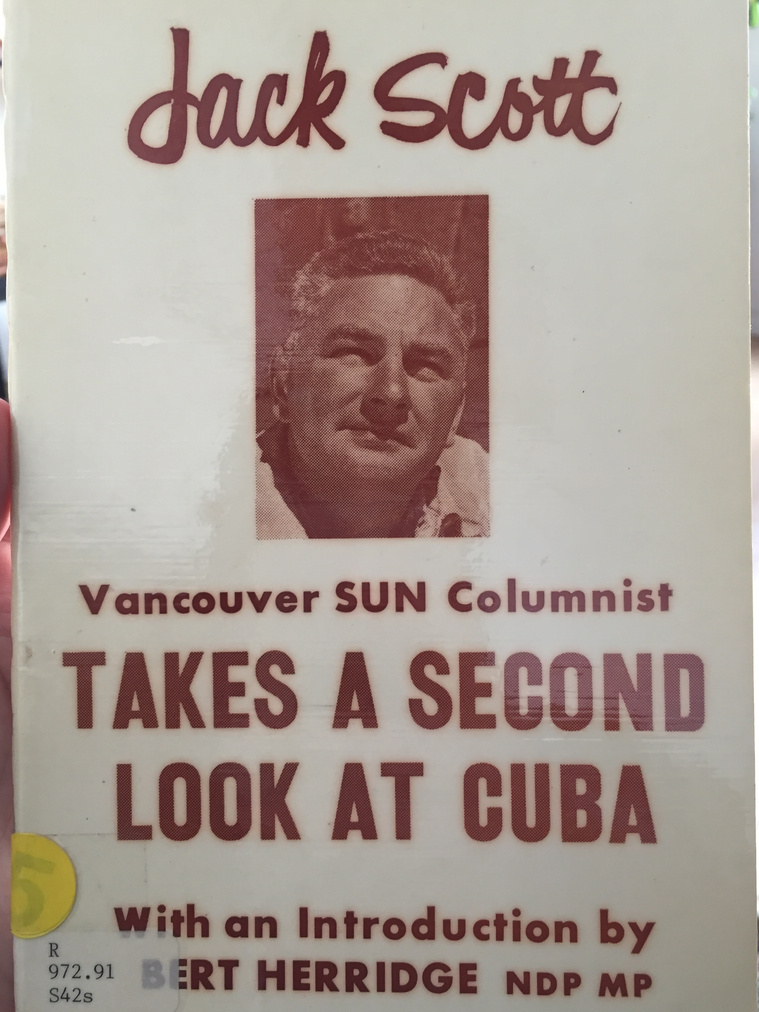 Jack Scott
Vancouver SUN Columnist
TAKES A SECOND
LOOK AT CUBA
With an Introduction by
BERT HERRIDGE NDP MP
5
R
972.91
S42s